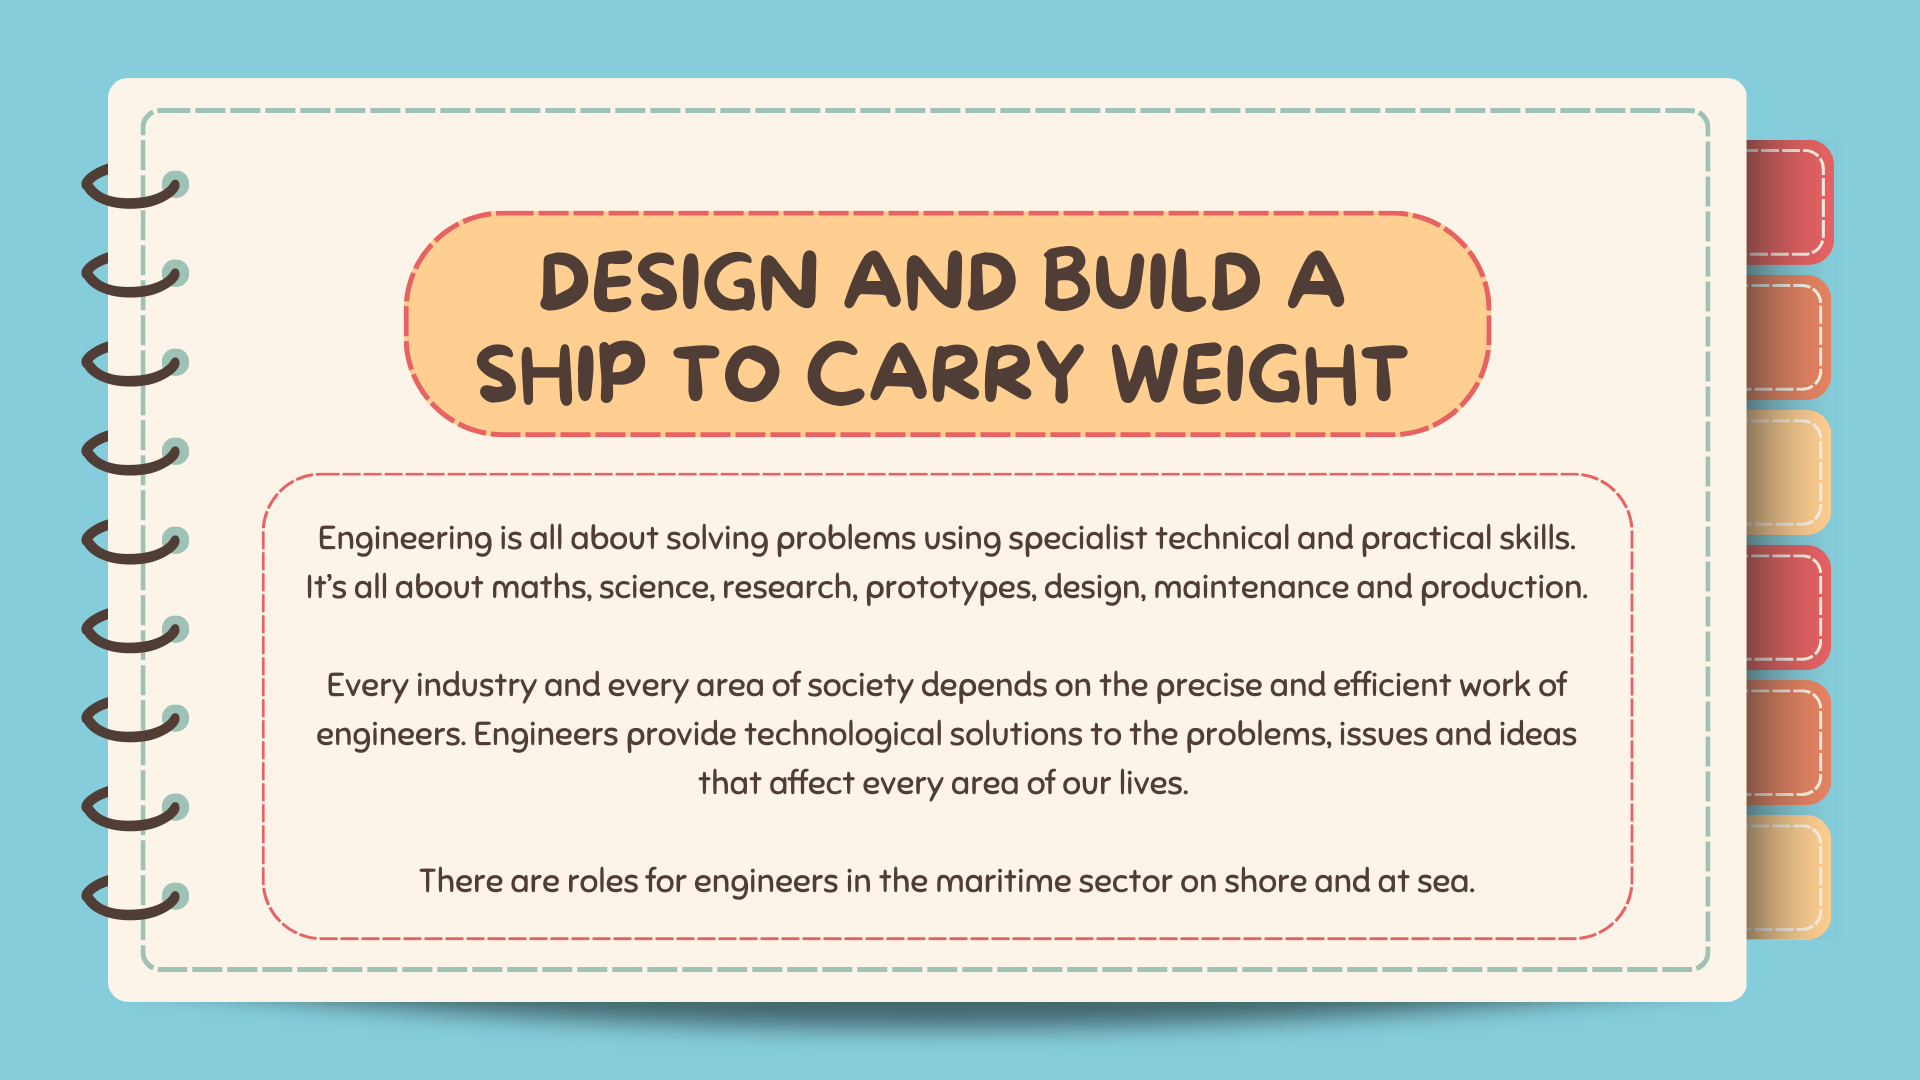 DESIGN AND BUILD A
SHIP TO CARRY WEIGHT
Engineering is all about solving problems using specialist technical and practical skills.
It’s all about maths, science, research, prototypes, design, maintenance and production.
Every industry and every area of society depends on the precise and efficient work of
engineers. Engineers provide technological solutions to the problems, issues and ideas
that affect every area of our lives.
There are roles for engineers in the maritime sector on shore and at sea.